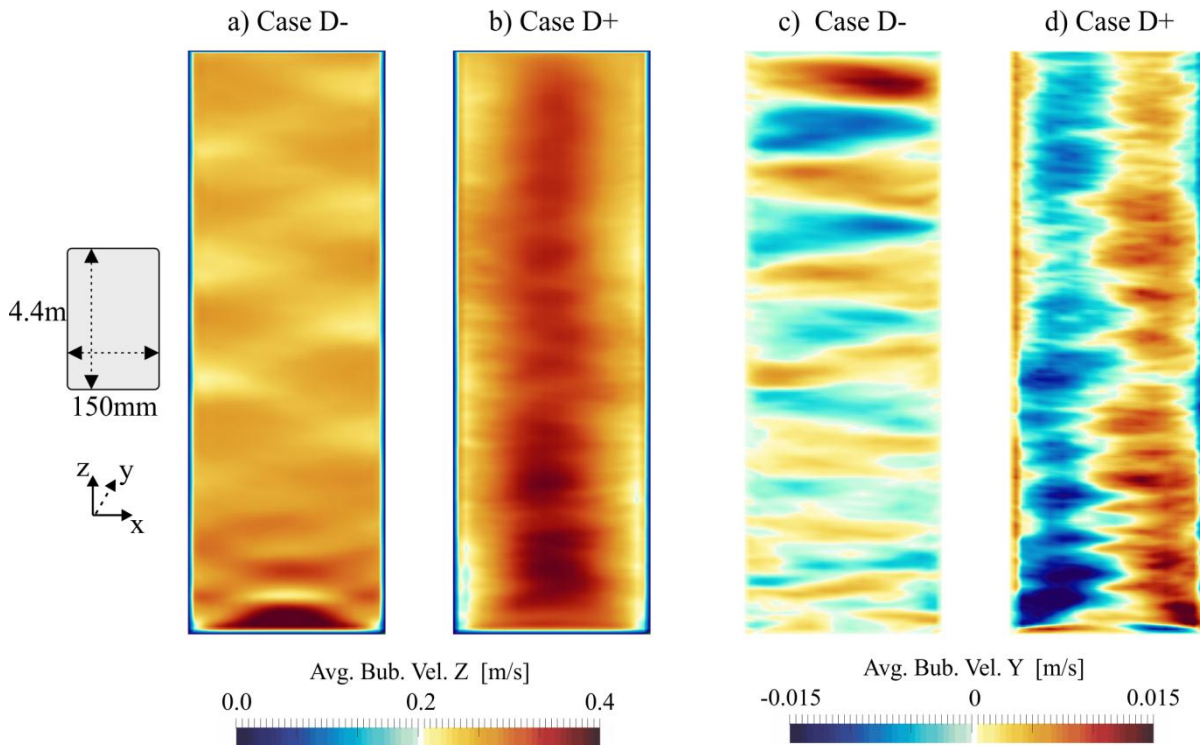 a) Case D-
b) Case D+
c) Case D-
d) Case D+
4.4m
150mm
z
y
x
Avg. Bub. Vel. Z [m/s]
0.0
0.2
0.4
Avg. Bub. Vel. Y [m/s]
-0.015
0
0.015